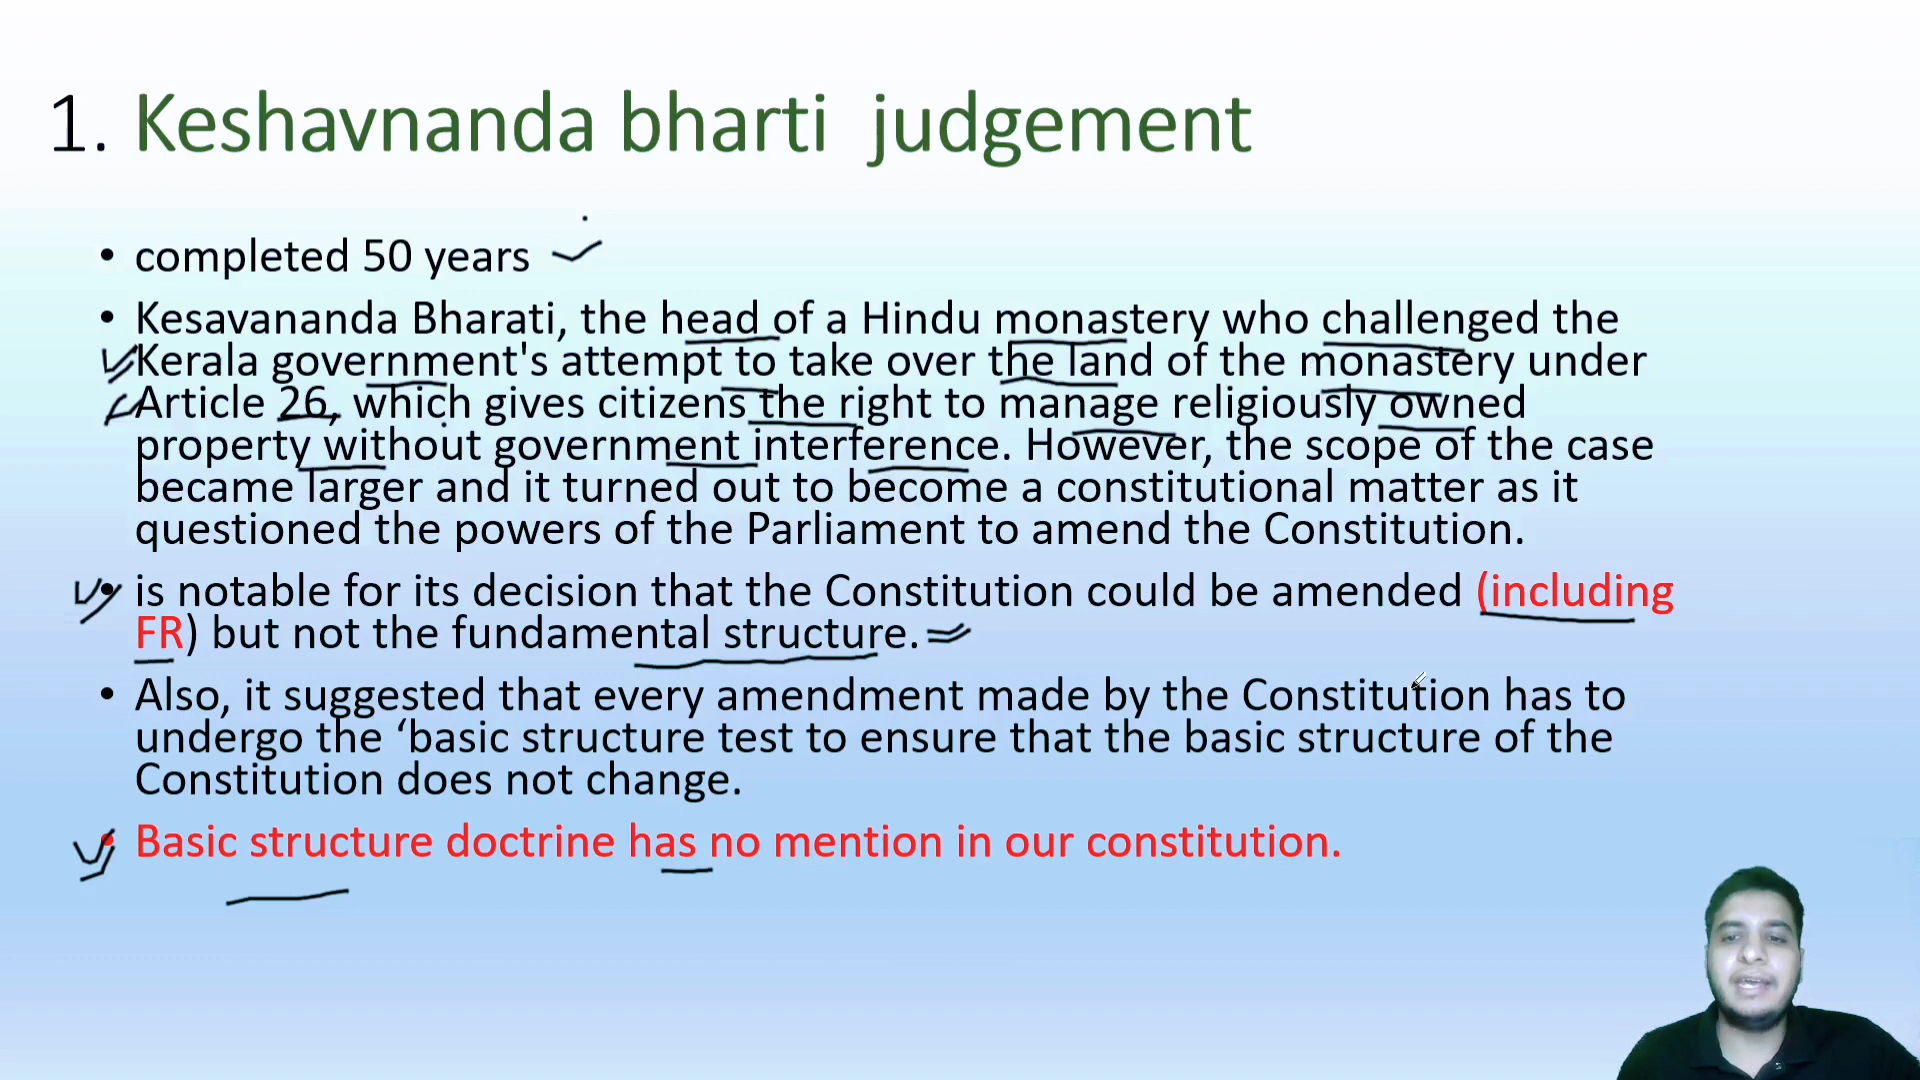 1. Keshavnanda bharti judgement
• completed 50 years
• Kesavananda Bharati, the head of a Hindu monastery who challenged the
Kerala government's attempt to take over the land of the monastery under
Article 26, which gives citizens the right to manage religiously owned
property without government interference. However, the scope of the case
became larger and it turned out to become a constitutional matter as it
questioned the powers of the Parliament to amend the Constitution.
• is notable for its decision that the Constitution could be amended (including
FR) but not the fundamental structure.
• Also, it suggested that every amendment made by the Constitution has to
undergo the ‘basic structure test to ensure that the basic structure of the
Constitution does not change.
• Basic structure doctrine has no mention in our constitution.